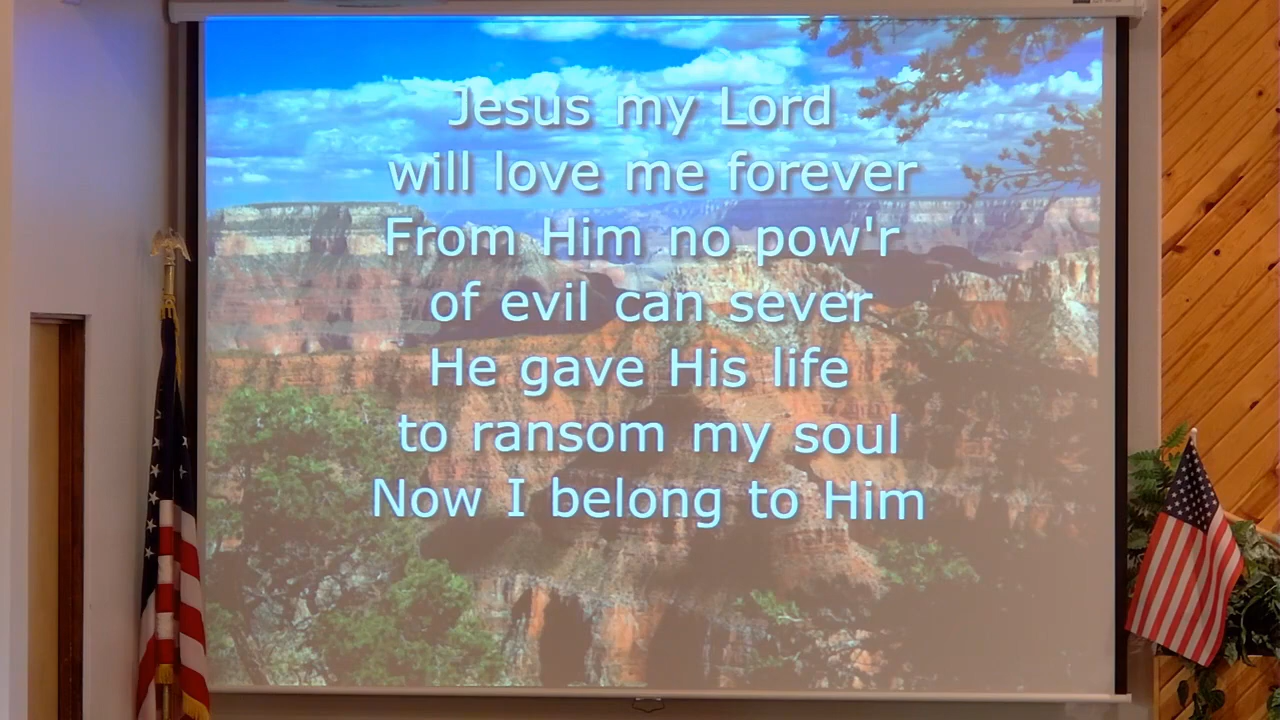 Jesus my Lord
will love me forever
From Him no pow'r
of evil can sever
He gave His life
to ransom my soul
Now I belong to Him